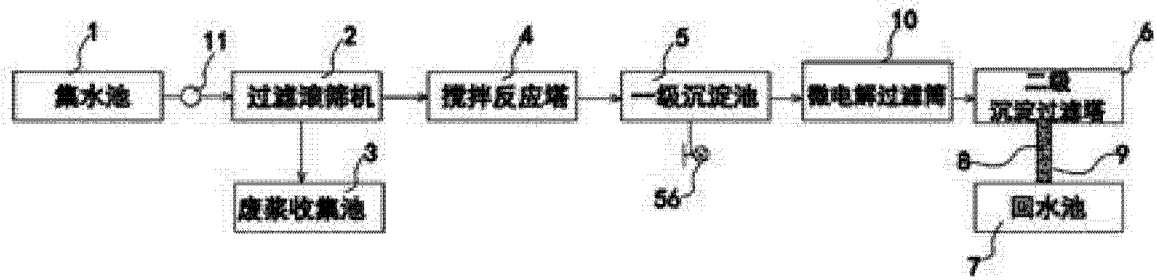 1
11
2
4
5
10
6
集水池
过滤滚筛机
搅拌反应塔
一级沉淀池
微电解过滤筒
二级
沉淀过滤塔
3
8
9
56
废浆收集池
回水池
7